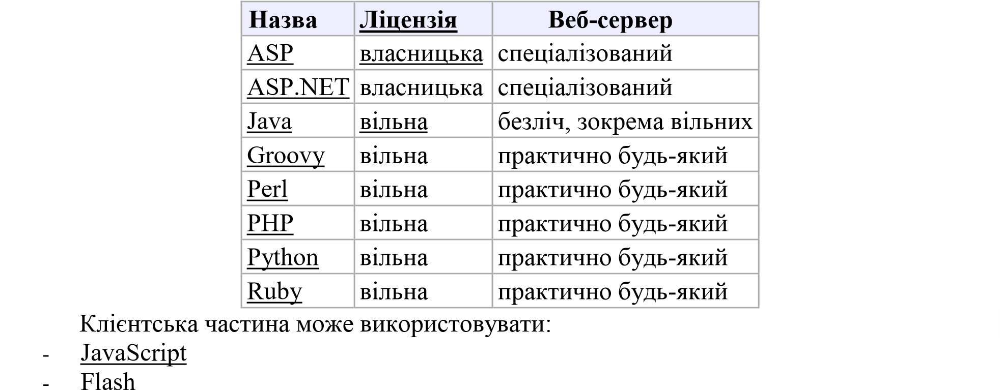 Назва Ліцензія Веб-сервер
ASP власницька спеціалізований
ASP.NET власницька спеціалізований
Java вільна безліч, зокрема вільних
Groovy вільна практично будь-який
Perl вільна практично будь-який
PHP вільна практично будь-який
Python вільна практично будь-який
Ruby вільна практично будь-який
Клієнтська частина може використовувати:
- JavaScript
- Flash